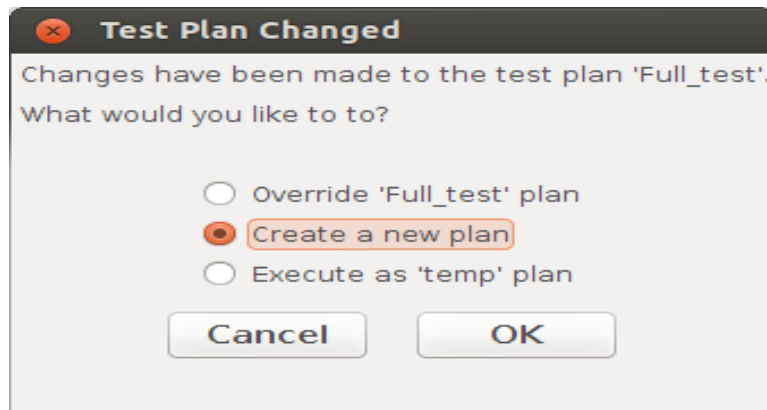 Test Plan Changed
Changes have been made to the test plan 'Full_test'.
What would you like to to?
Override 'Full_test' plan
Create a new plan
Execute as 'temp' plan
Cancel OK